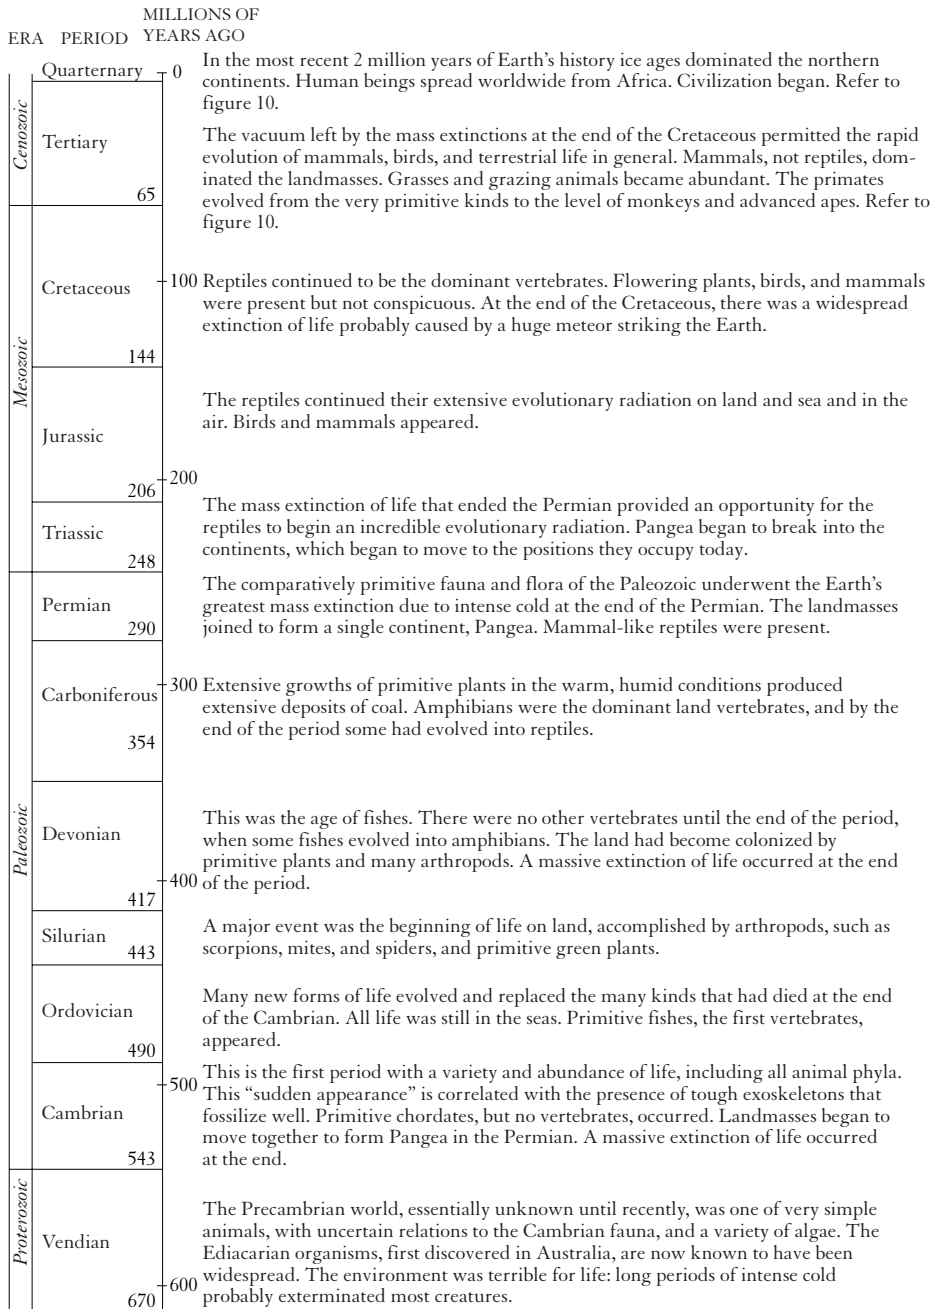 MILLIONS OF
ERA PERIOD YEARS AGO
Cenozoic
Quarternary
0
In the most recent 2 million years of Earth's history ice ages dominated the northern
continents. Human beings spread worldwide from Africa. Civilization began. Refer to
figure 10.
Tertiary
65
The vacuum left by the mass extinctions at the end of the Cretaceous permitted the rapid
evolution of mammals, birds, and terrestrial life in general. Mammals, not reptiles, dom-
inated the landmasses. Grasses and grazing animals became abundant. The primates
evolved from the very primitive kinds to the level of monkeys and advanced apes. Refer to
figure 10.
Mesozoic
Cretaceous
100
144
Reptiles continued to be the dominant vertebrates. Flowering plants, birds, and mammals
were present but not conspicuous. At the end of the Cretaceous, there was a widespread
extinction of life probably caused by a huge meteor striking the Earth.
Jurassic
200
206
The reptiles continued their extensive evolutionary radiation on land and sea and in the
air. Birds and mammals appeared.
Triassic
248
The mass extinction of life that ended the Permian provided an opportunity for the
reptiles to begin an incredible evolutionary radiation. Pangea began to break into the
continents, which began to move to the positions they occupy today.
Paleozoic
Permian
290
The comparatively primitive fauna and flora of the Paleozoic underwent the Earth's
greatest mass extinction due to intense cold at the end of the Permian. The landmasses
joined to form a single continent, Pangea. Mammal-like reptiles were present.
Carboniferous
300
354
Extensive growths of primitive plants in the warm, humid conditions produced
extensive deposits of coal. Amphibians were the dominant land vertebrates, and by the
end of the period some had evolved into reptiles.
Devonian
400
417
This was the age of fishes. There were no other vertebrates until the end of the period,
when some fishes evolved into amphibians. The land had become colonized by
primitive plants and many arthropods. A massive extinction of life occurred at the end
of the period.
Silurian
443
A major event was the beginning of life on land, accomplished by arthropods, such as
scorpions, mites, and spiders, and primitive green plants.
Ordovician
490
Many new forms of life evolved and replaced the many kinds that had died at the end
of the Cambrian. All life was still in the seas. Primitive fishes, the first vertebrates,
appeared.
Cambrian
500
543
This is the first period with a variety and abundance of life, including all animal phyla.
This “sudden appearance” is correlated with the presence of tough exoskeletons that
fossilize well. Primitive chordates, but no vertebrates, occurred. Landmasses began to
move together to form Pangea in the Permian. A massive extinction of life occurred
at the end.
Proterozoic
Vendian
600
670
The Precambrian world, essentially unknown until recently, was one of very simple
animals, with uncertain relations to the Cambrian fauna, and a variety of algae. The
Ediacarian organisms, first discovered in Australia, are now known to have been
widespread. The environment was terrible for life: long periods of intense cold
probably exterminated most creatures.